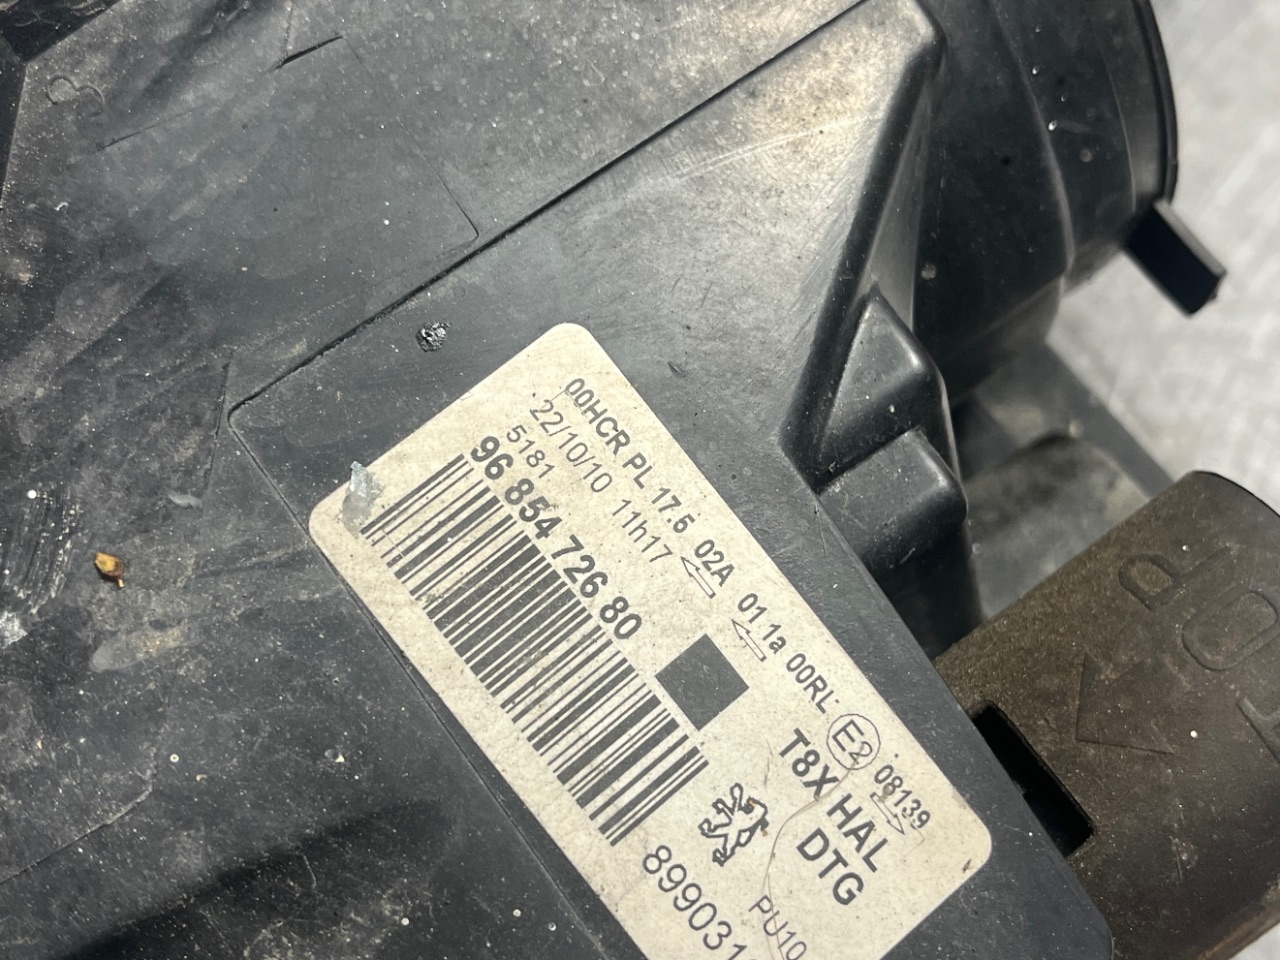 00HCR PL 17.5 02A 01 1a 00RL E2 08139
22/10/10 11h17
5181
96 854 726 80
T8X HAL
DTG
PU10
TOP
3